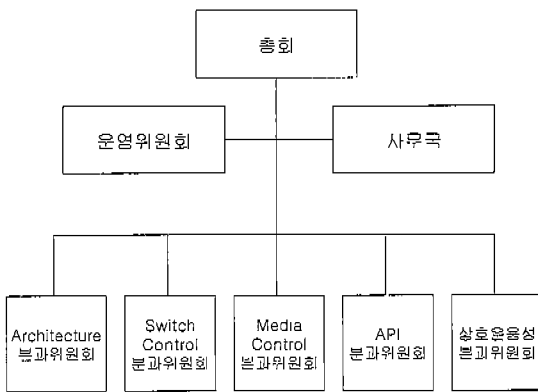 총회
운영위원회
사무국
Architecture
분과위원회
Switch
Control
분과위원회
Media
Control
분과위원회
API
분과위원회
상호운용성
분과위원회